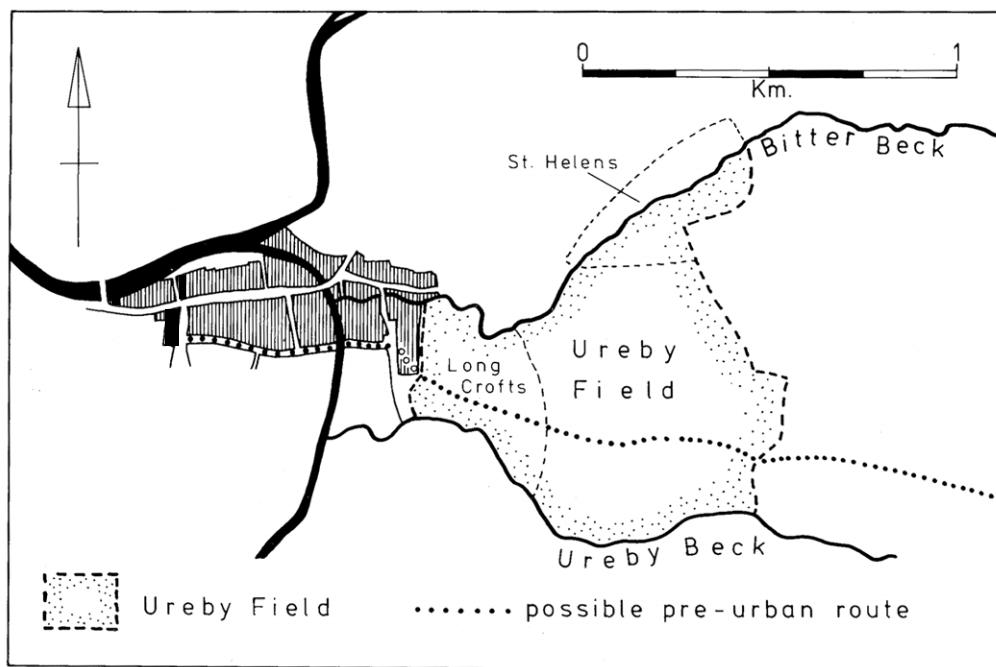 0 1
Km.
Bitter Beck
St. Helens
Ureby
Field
Long
Crofts
Ureby Beck
Ureby Field
possible pre-urban route